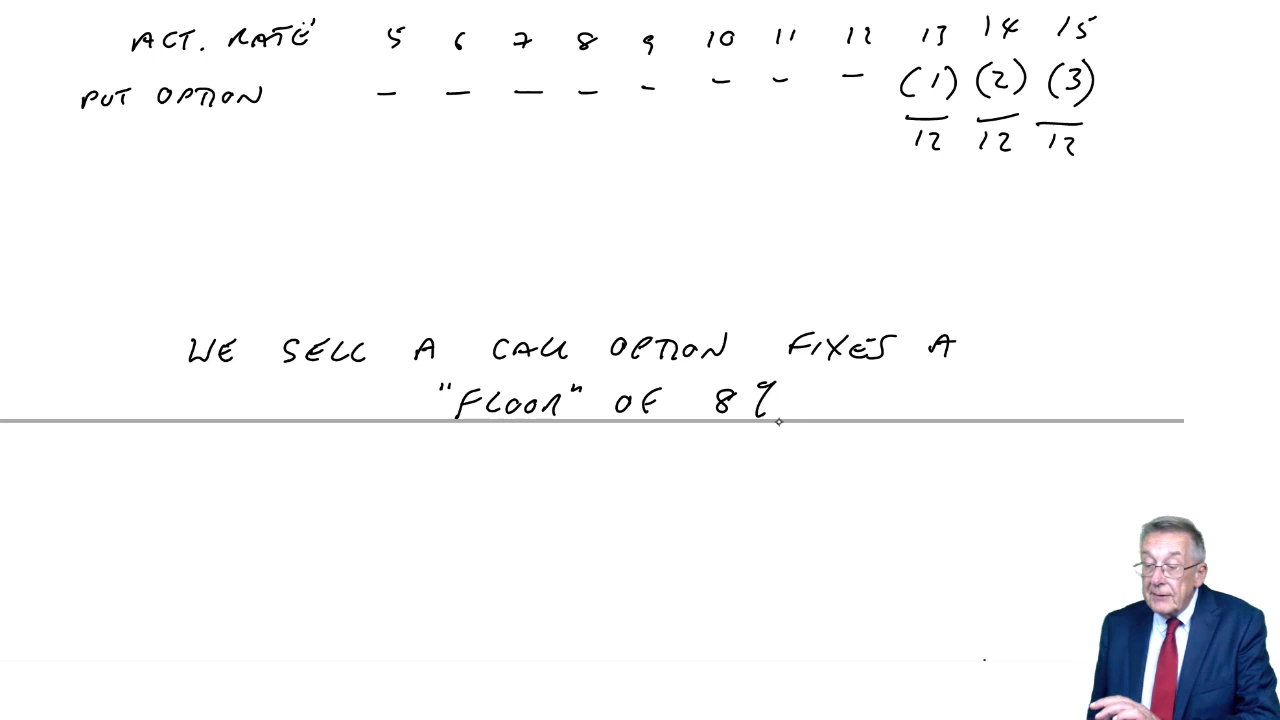 ACT. RATE 5 6 7 8 9 10 11 12 13 14 15
PUT OPTION – – – – – – – – (1) (2) (3)
12 12 12
WE SELL A CALL OPTION FIXES A
"FLOOR" OF 8%